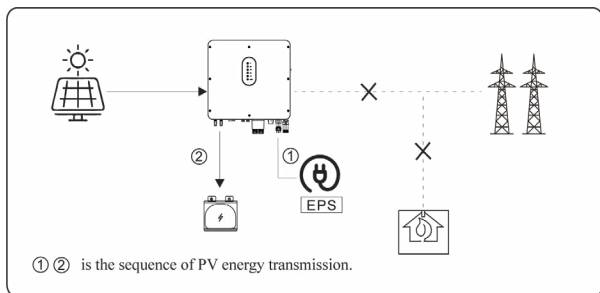 ②
①
EPS
① ② is the sequence of PV energy transmission.